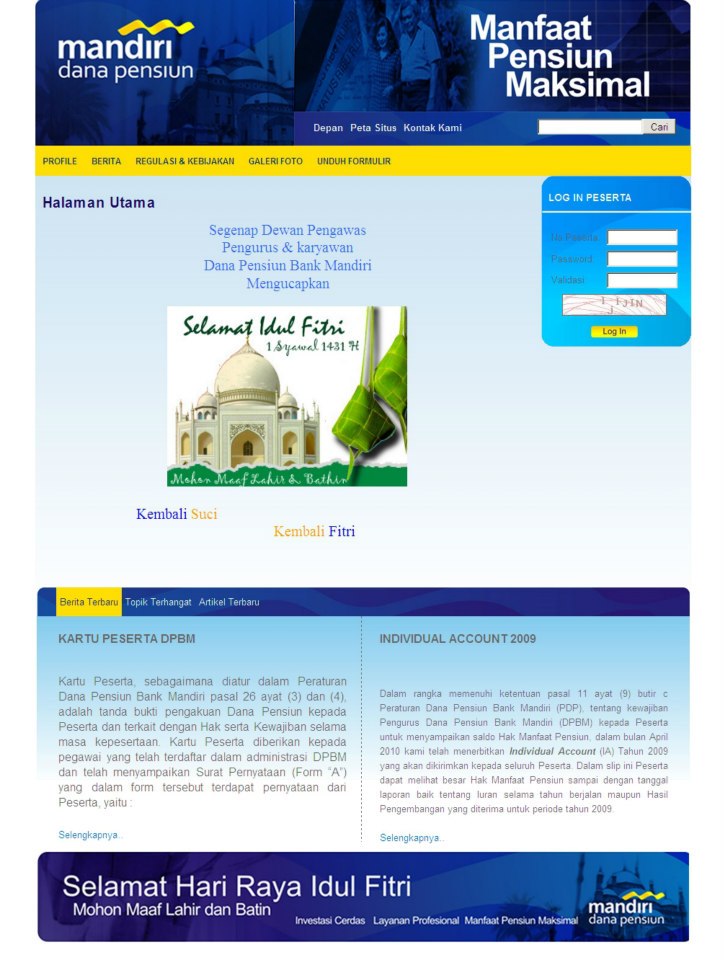 mandiri
dana pensiun
Manfaat
Pensiun
Maksimal
Depan Peta Situs Kontak Kami
Cari
PROFILE BERITA REGULASI & KEBIJAKAN GALERI FOTO UNDUH FORMULIR
Halaman Utama
Segenap Dewan Pengawas
Pengurus & karyawan
Dana Pensiun Bank Mandiri
Mengucapkan
Selamat Idul Fitri
1 Syawal 1431 H
Mohon Maaf Lahir & Bathin
Kembali Suci
Kembali Fitri
LOG IN PESERTA
No Peserta
Password
Validasi
Log In
Berita Terbaru Topik Terhangat Artikel Terbaru
KARTU PESERTA DPBM
Kartu Peserta, sebagaimana diatur dalam Peraturan
Dana Pensiun Bank Mandiri pasal 26 ayat (3) dan (4),
adalah tanda bukti pengakuan Dana Pensiun kepada
Peserta dan terkait dengan Hak serta Kewajiban selama
masa kepesertaan. Kartu Peserta diberikan kepada
pegawai yang telah terdaftar dalam administrasi DPBM
dan telah menyampaikan Surat Pernyataan (Form “A”)
yang dalam form tersebut terdapat pernyataan dari
Peserta, yaitu :
Selengkapnya..
INDIVIDUAL ACCOUNT 2009
Dalam rangka memenuhi ketentuan pasal 11 ayat (9) butir c
Peraturan Dana Pensiun Bank Mandiri (PDP), tentang kewajiban
Pengurus Dana Pensiun Bank Mandiri (DPBM) kepada Peserta
untuk menyampaikan saldo Hak Manfaat Pensiun, dalam bulan April
2010 kami telah menerbitkan Individual Account (IA) Tahun 2009
yang akan dikirimkan kepada seluruh Peserta. Dalam slip ini Peserta
dapat melihat besar Hak Manfaat Pensiun sampai dengan tanggal
laporan baik tentang Iuran selama tahun berjalan maupun Hasil
Pengembangan yang diterima untuk periode tahun 2009.
Selengkapnya..
Selamat Hari Raya Idul Fitri
Mohon Maaf Lahir dan Batin
Investasi Cerdas Layanan Profesional Manfaat Pensiun Maksimal
mandiri
dana pensiun